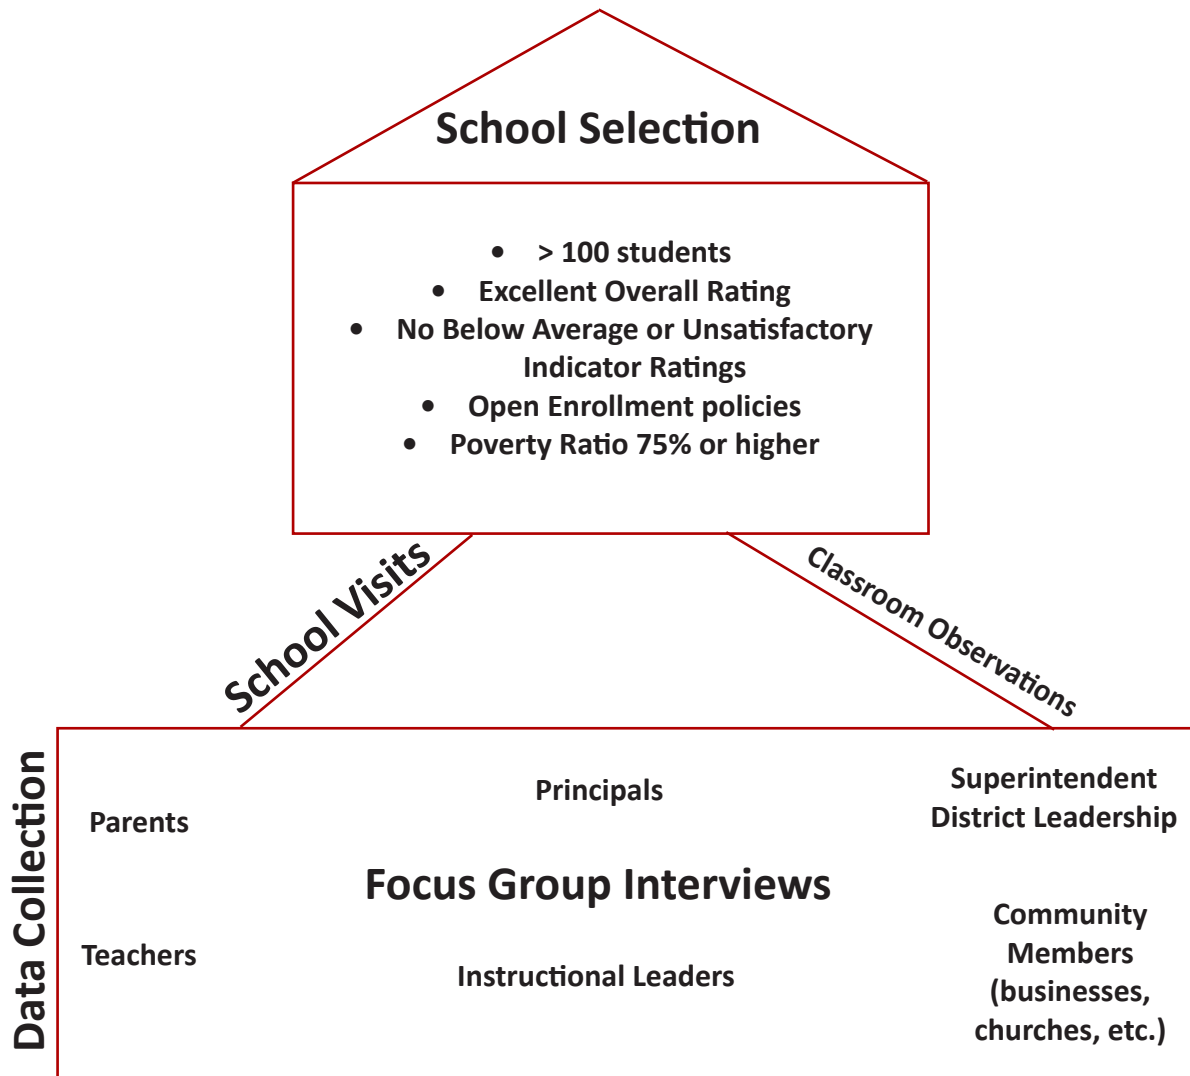 School Selection
• > 100 students
• Excellent Overall Rating
• No Below Average or Unsatisfactory
Indicator Ratings
• Open Enrollment policies
• Poverty Ratio 75% or higher
School Visits
Classroom Observations
Data Collection
Parents
Principals
Superintendent
District Leadership
Focus Group Interviews
Teachers
Instructional Leaders
Community
Members
(businesses,
churches, etc.)